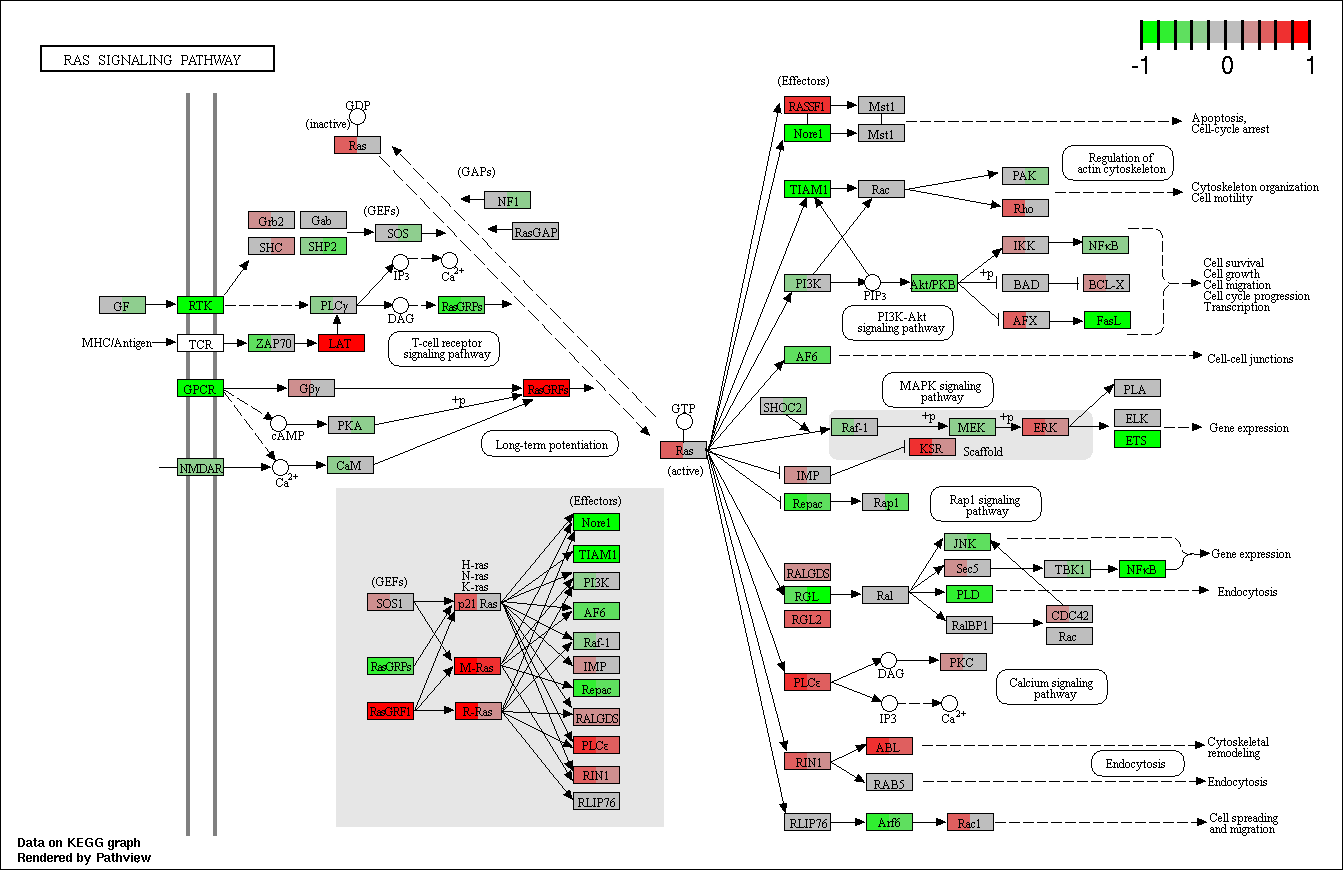 RAS SIGNALING PATHWAY
-1
0
1
GDP
(inactive)
Ras
(GAPs)
NF1
RasGAP
(GEFs)
Grb2
Gab
SHC
SHP2
SOS
IP3
Ca2+
GF
RTK
PLCγ
DAG
RasGRPs
MHC/Antigen
TCR
ZAP70
LAT
T-cell receptor
signaling pathway
GPCR
Gβγ
RasGRFs
+p
cAMP
PKA
Long-term potentiation
NMDAR
Ca2+
CaM
GTP
Ras
(active)
(Effectors)
RASSF1
Mst1
Nore1
Mst1
Apoptosis,
Cell-cycle arrest
Regulation of
actin cytoskeleton
TIAM1
Rac
PAK
Rho
Cytoskeleton organization
Cell motility
PI3K
PIP3
Akt/PKB
+p
IKK
NFκB
BAD
BCL-X
AFX
FasL
PI3K-Akt
signaling pathway
Cell survival
Cell growth
Cell migration
Cell cycle progression
Transcription
AF6
Cell-cell junctions
MAPK signaling
pathway
SHOC2
Raf-1
+p
MEK
+p
ERK
KSR
Scaffold
PLA
ELK
ETS
Gene expression
IMP
Repac
Rap1
Rap1 signaling
pathway
RALGDS
RGL
RGL2
Ral
JNK
Sec5
TBK1
NFκB
PLD
RalBP1
CDC42
Rac
Gene expression
Endocytosis
PLCε
DAG
PKC
IP3
Ca2+
Calcium signaling
pathway
RIN1
ABL
RAB5
Cytoskeletal
remodeling
Endocytosis
Endocytosis
RLIP76
Arf6
Rac1
Cell spreading
and migration
(GEFs)
SOS1
RasGRPs
RasGRF1
H-ras
N-ras
K-ras
p21 Ras
M-Ras
R-Ras
(Effectors)
Nore1
TIAM1
PI3K
AF6
Raf-1
IMP
Repac
RALGDS
PLCε
RIN1
RLIP76
Data on KEGG graph
Rendered by Pathview